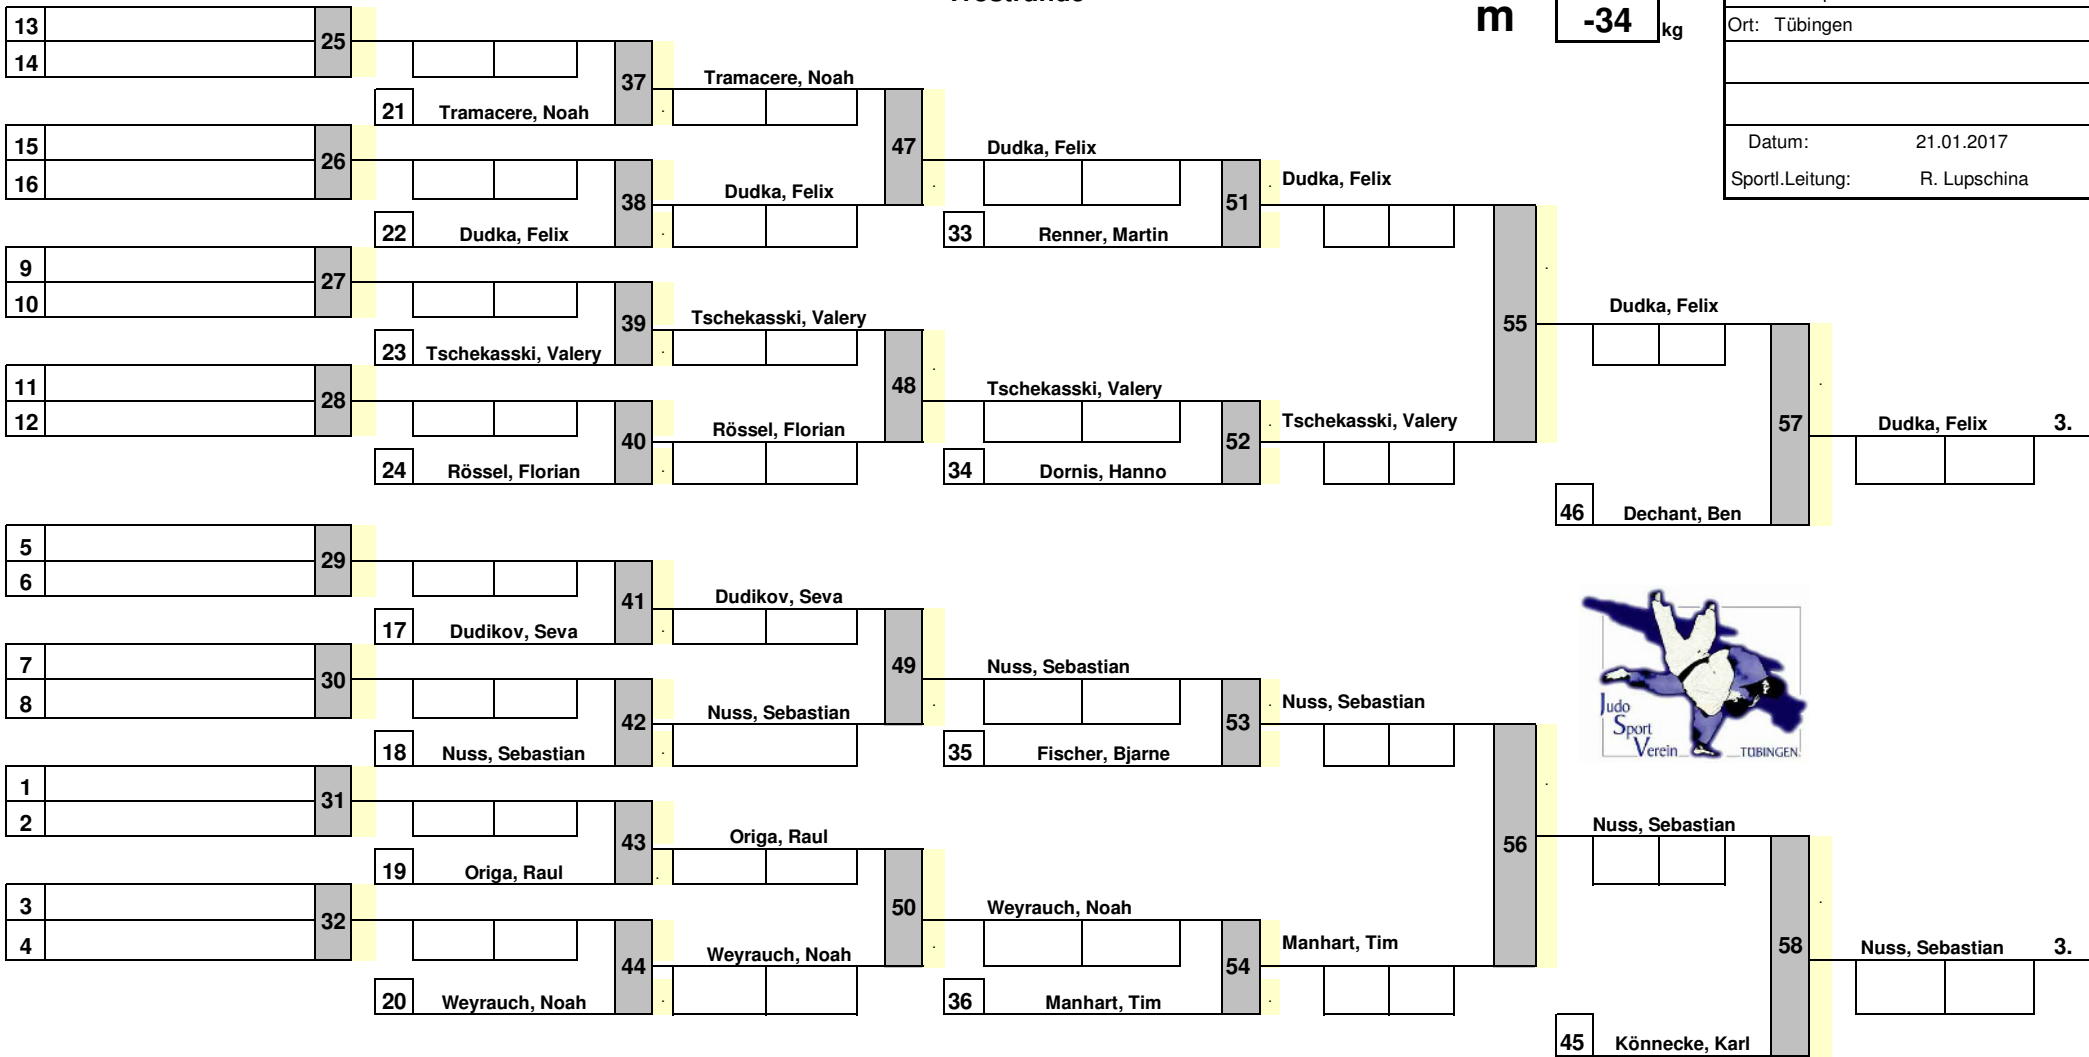 m -34 kg
Ort: Tübingen
Datum: 21.01.2017
Sportl.Leitung: R. Lupschina
13
14
25
37
Tramacere, Noah
21 Tramacere, Noah
47
15
16
26
38
Dudka, Felix
22 Dudka, Felix
Dudka, Felix
51
Dudka, Felix
33 Renner, Martin
9
10
27
39
Tschekasski, Valery
23 Tschekasski, Valery
48
55
Dudka, Felix
11
12
28
40
Rössel, Florian
24 Rössel, Florian
Tschekasski, Valery
52
Tschekasski, Valery
34 Dornis, Hanno
57
Dudka, Felix 3.
46 Dechant, Ben
5
6
29
41
Dudikov, Seva
17 Dudikov, Seva
49
7
8
30
42
Nuss, Sebastian
18 Nuss, Sebastian
Nuss, Sebastian
53
Nuss, Sebastian
35 Fischer, Bjarne
Judo
Sport
Verein TÜBINGEN
1
2
31
43
Origa, Raul
19 Origa, Raul
50
56
Nuss, Sebastian
3
4
32
44
Weyrauch, Noah
20 Weyrauch, Noah
Weyrauch, Noah
54
Manhart, Tim
36 Manhart, Tim
58
Nuss, Sebastian 3.
45 Könnecke, Karl